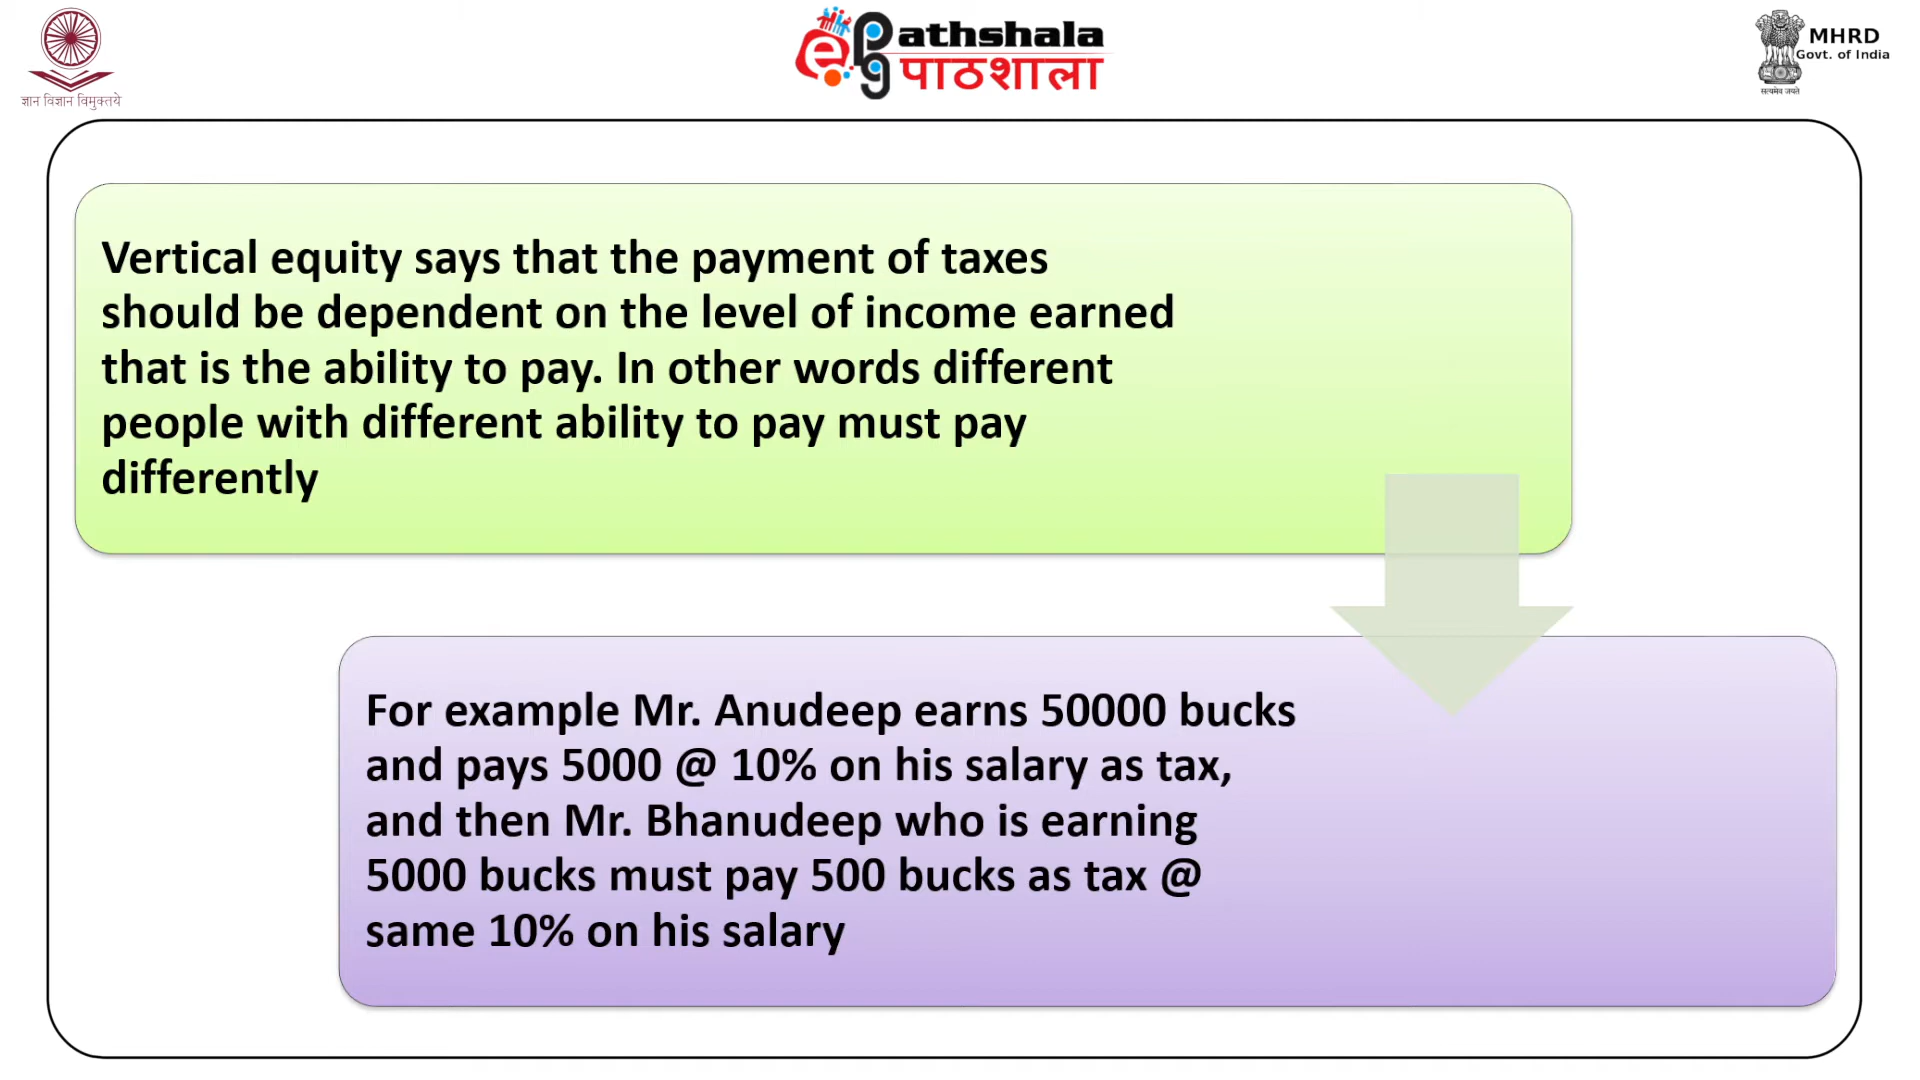 ज्ञान विज्ञान विमुक्तये
ePG Pathshala
पाठशाला
MHRD
Govt. of India
सत्यमेव जयते
Vertical equity says that the payment of taxes
should be dependent on the level of income earned
that is the ability to pay. In other words different
people with different ability to pay must pay
differently
For example Mr. Anudeep earns 50000 bucks
and pays 5000 @ 10% on his salary as tax,
and then Mr. Bhanudeep who is earning
5000 bucks must pay 500 bucks as tax @
same 10% on his salary